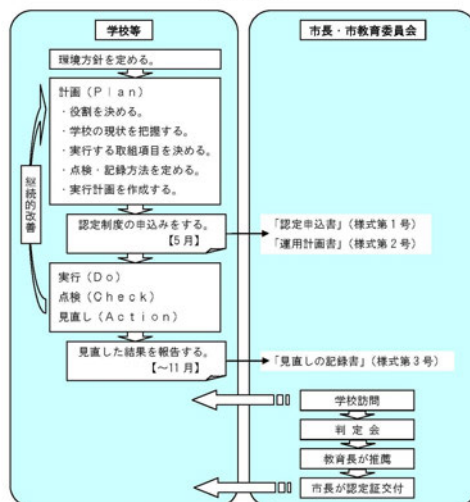 学校等
環境方針を定める。
計画(Plan)
・役割を決める。
・学校の現状を把握する。
・実行する取組項目を決める。
・点検・記録方法を定める。
・実行計画を作成する。
継続的改善
認定制度の申込みをする。
【5月】
実行(Do)
点検(Check)
見直し(Action)
見直した結果を報告する。
【~11月】
市長・市教育委員会
「認定申込書」(様式第1号)
「運用計画書」(様式第2号)
「見直しの記録書」(様式第3号)
学校訪問
判定会
教育長が推薦
市長が認定証交付